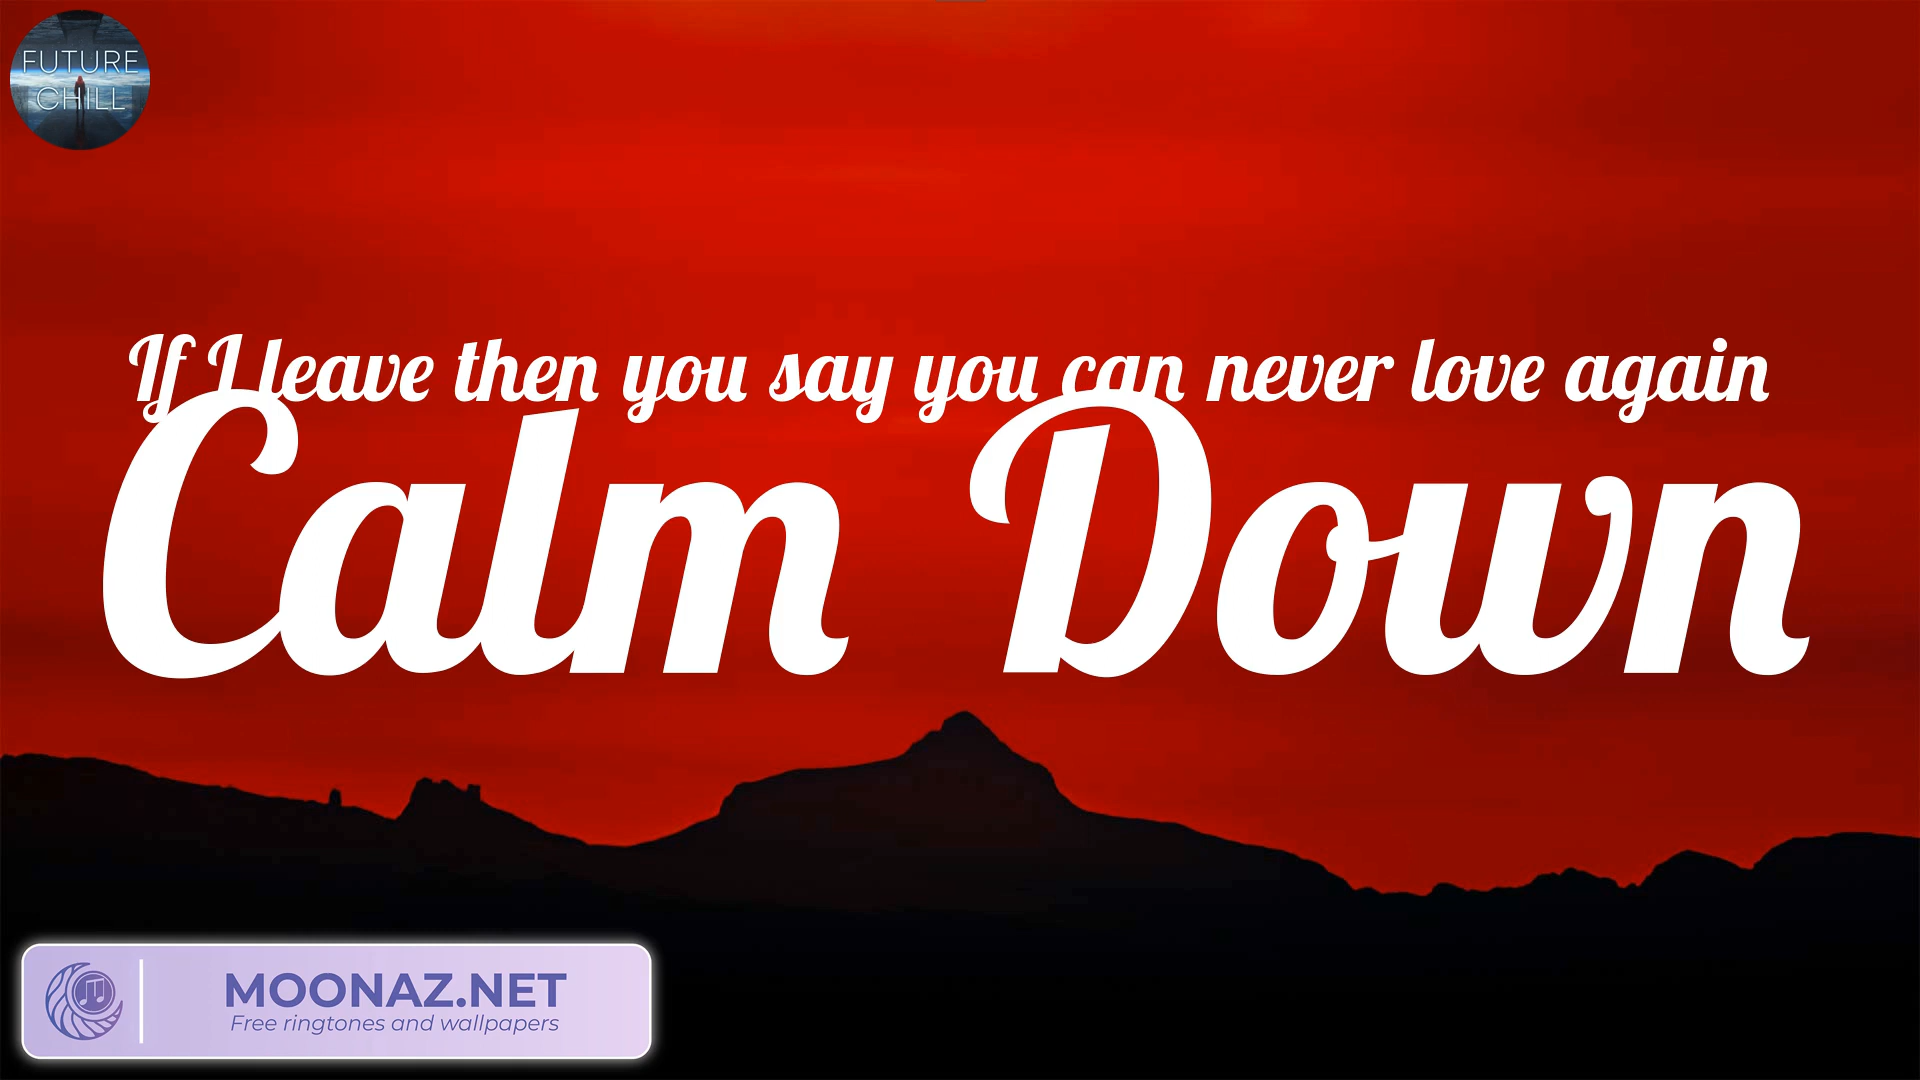 FUTURE
CHILL
If I leave then you say you can never love again
Calm Down
MOONAZ.NET
Free ringtones and wallpapers